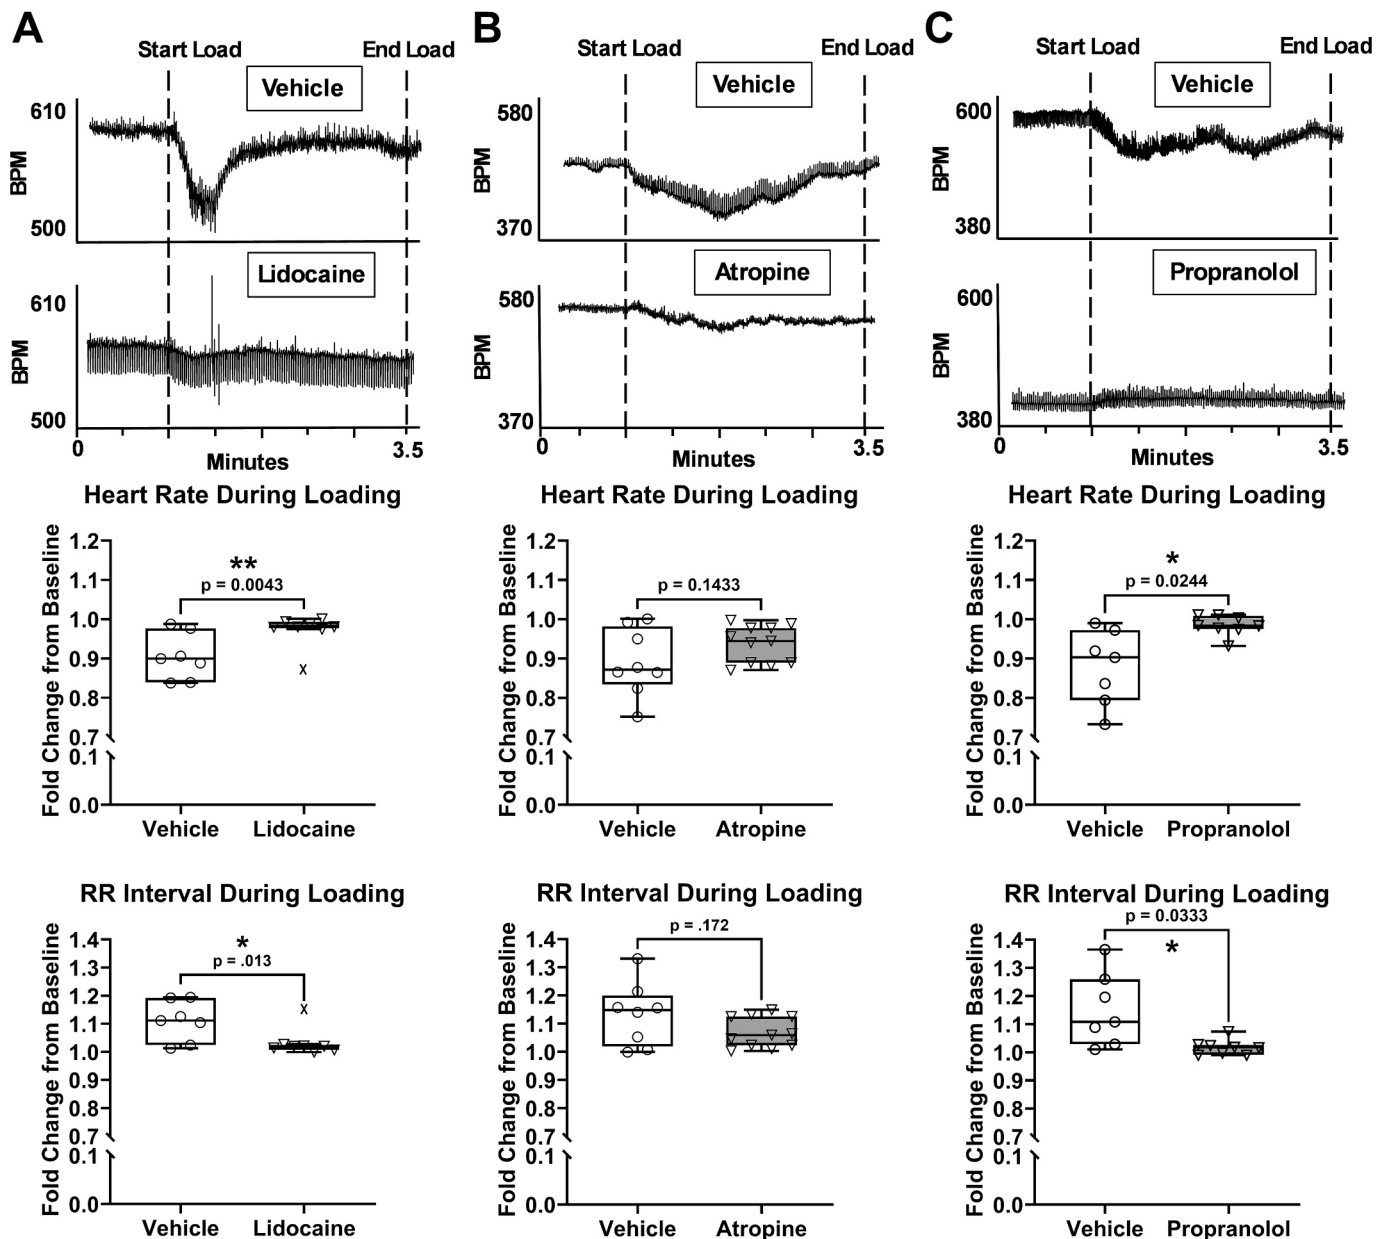 A
Start Load End Load
Vehicle
610
BPM
500
Lidocaine
610
BPM
500
0 3.5
Minutes
Heart Rate During Loading
Fold Change from Baseline
1.2
1.1
1.0
0.9
0.8
0.7
0.1
0.0
**
p = 0.0043
x
Vehicle Lidocaine
RR Interval During Loading
Fold Change from Baseline
1.4
1.3
1.2
1.1
1.0
0.9
0.8
0.7
0.1
0.0
*
p = .013
x
Vehicle Lidocaine
B
Start Load End Load
Vehicle
580
BPM
370
Atropine
580
BPM
370
0 3.5
Minutes
Heart Rate During Loading
Fold Change from Baseline
1.2
1.1
1.0
0.9
0.8
0.7
0.1
0.0
p = 0.1433
Vehicle Atropine
RR Interval During Loading
Fold Change from Baseline
1.4
1.3
1.2
1.1
1.0
0.9
0.8
0.7
0.1
0.0
p = .172
Vehicle Atropine
C
Start Load End Load
Vehicle
600
BPM
380
Propranolol
600
BPM
380
0 3.5
Minutes
Heart Rate During Loading
Fold Change from Baseline
1.2
1.1
1.0
0.9
0.8
0.7
0.1
0.0
*
p = 0.0244
Vehicle Propranolol
RR Interval During Loading
Fold Change from Baseline
1.4
1.3
1.2
1.1
1.0
0.9
0.8
0.7
0.1
0.0
p = 0.0333
*
Vehicle Propranolol